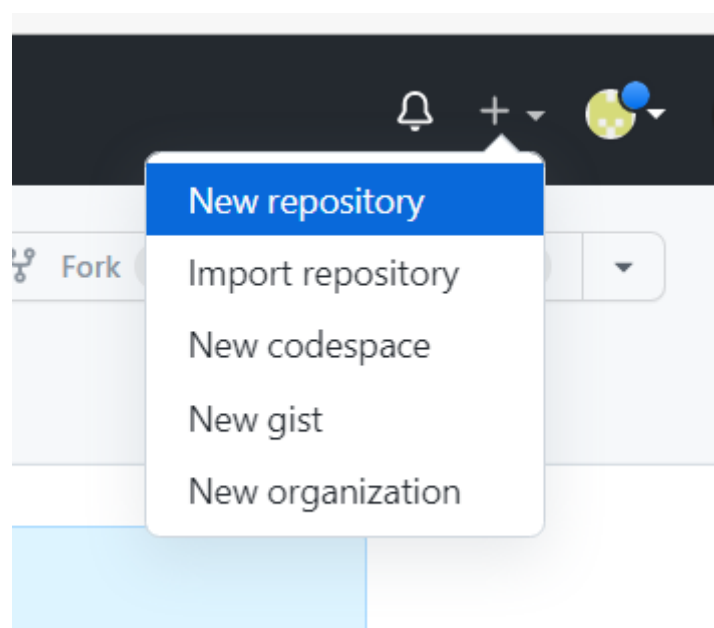 New repository
Fork
Import repository
New codespace
New gist
New organization